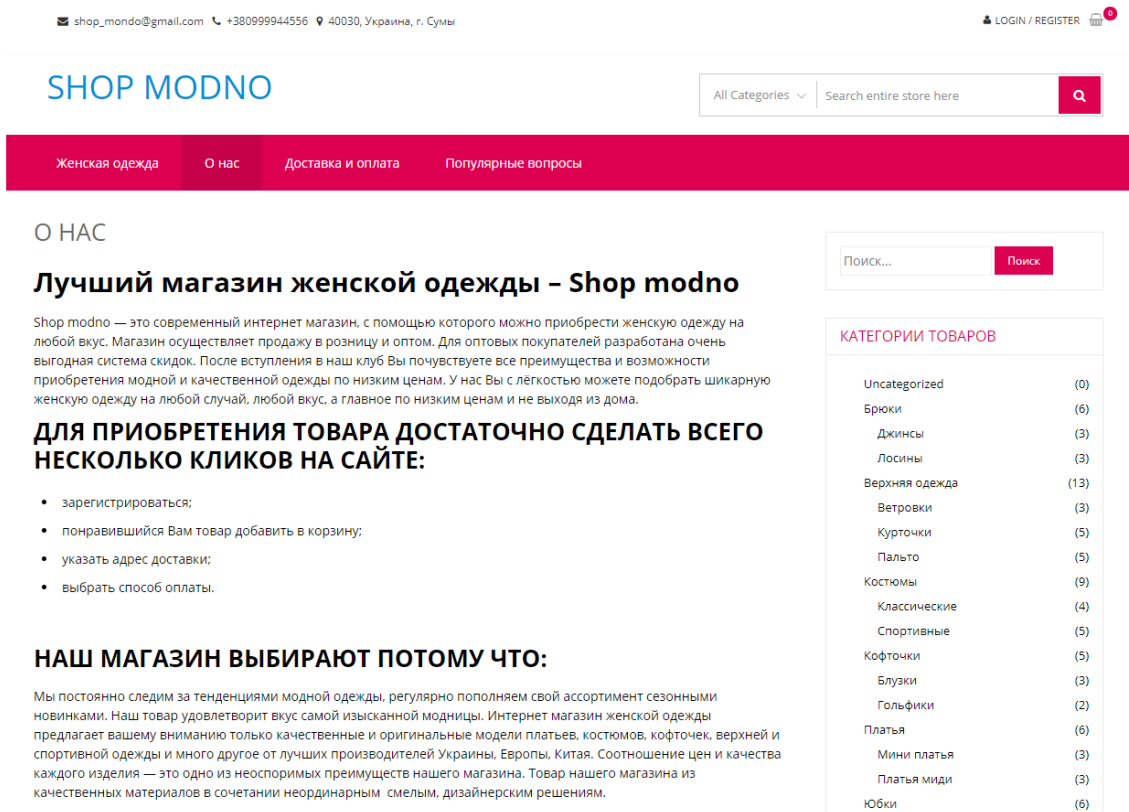 shop_mondo@gmail.com +380999944556 40030, Украина, г. Сумы
LOGIN / REGISTER 0
SHOP MODNO
All Categories Search entire store here
Женская одежда О нас Доставка и оплата Популярные вопросы
О НАС
Лучший магазин женской одежды – Shop modno
Shop modno — это современный интернет магазин, с помощью которого можно приобрести женскую одежду на
любой вкус. Магазин осуществляет продажу в розницу и оптом. Для оптовых покупателей разработана очень
выгодная система скидок. После вступления в наш клуб Вы почувствуете все преимущества и возможности
приобретения модной и качественной одежды по низким ценам. У нас Вы с лёгкостью можете подобрать шикарную
женскую одежду на любой случай, любой вкус, а главное по низким ценам и не выходя из дома.
ДЛЯ ПРИОБРЕТЕНИЯ ТОВАРА ДОСТАТОЧНО СДЕЛАТЬ ВСЕГО
НЕСКОЛЬКО КЛИКОВ НА САЙТЕ:
• зарегистрироваться;
• понравившийся Вам товар добавить в корзину;
• указать адрес доставки;
• выбрать способ оплаты.
НАШ МАГАЗИН ВЫБИРАЮТ ПОТОМУ ЧТО:
Мы постоянно следим за тенденциями модной одежды, регулярно пополняем свой ассортимент сезонными
новинками. Наш товар удовлетворит вкус самой изысканной модницы. Интернет магазин женской одежды
предлагает вашему вниманию только качественные и оригинальные модели платьев, костюмов, кофточек, верхней и
спортивной одежды и много другое от лучших производителей Украины, Европы, Китая. Соотношение цен и качества
каждого изделия — это одно из неоспоримых преимуществ нашего магазина. Товар нашего магазина из
качественных материалов в сочетании неординарным смелым, дизайнерским решениям.
Поиск... Поиск
КАТЕГОРИИ ТОВАРОВ
Uncategorized (0)
Брюки (6)
Джинсы (3)
Лосины (3)
Верхняя одежда (13)
Ветровки (3)
Курточки (5)
Пальто (5)
Костюмы (9)
Классические (4)
Спортивные (5)
Кофточки (5)
Блузки (3)
Гольфики (2)
Платья (6)
Мини платья (3)
Платья миди (3)
Юбки (6)